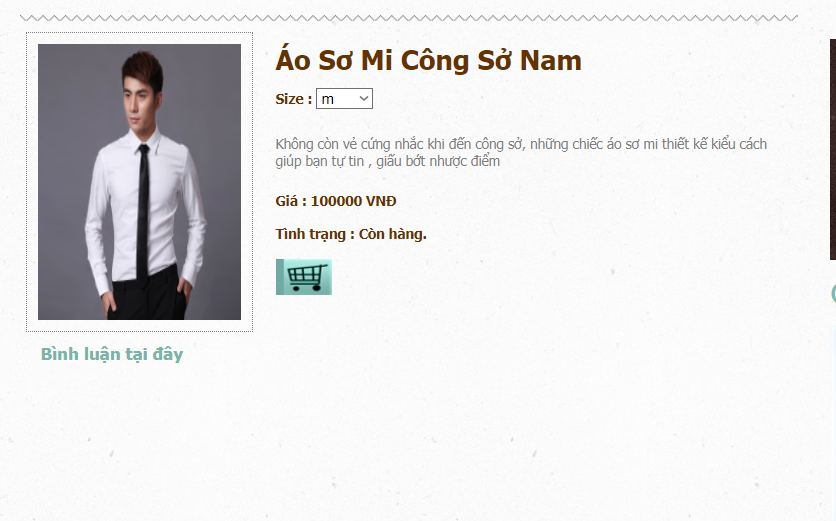 Áo Sơ Mi Công Sở Nam
Size : m
Không còn vẻ cứng nhắc khi đến công sở, những chiếc áo sơ mi thiết kế kiểu cách
giúp bạn tự tin , giấu bớt nhược điểm
Giá : 100000 VNĐ
Tình trạng : Còn hàng.
Bình luận tại đây